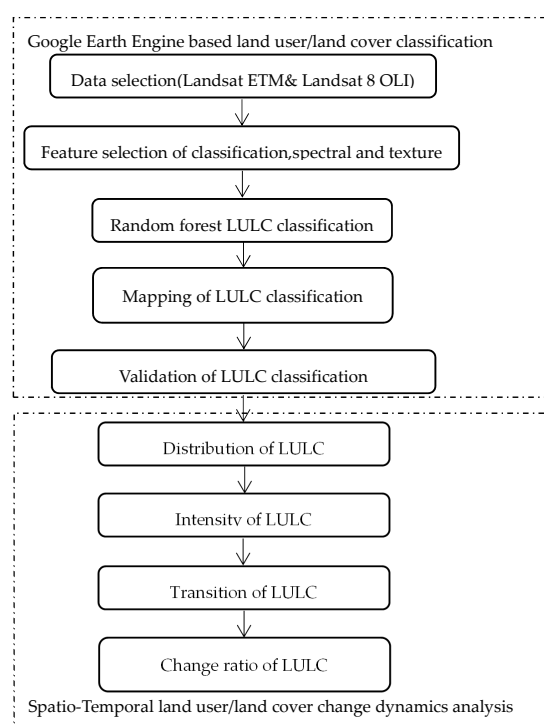 Google Earth Engine based land user/land cover classification
Data selection(Landsat ETM& Landsat 8 OLI)
Feature selection of classification,spectral and texture
Random forest LULC classification
Mapping of LULC classification
Validation of LULC classification
Distribution of LULC
Intensity of LULC
Transition of LULC
Change ratio of LULC
Spatio-Temporal land user/land cover change dynamics analysis